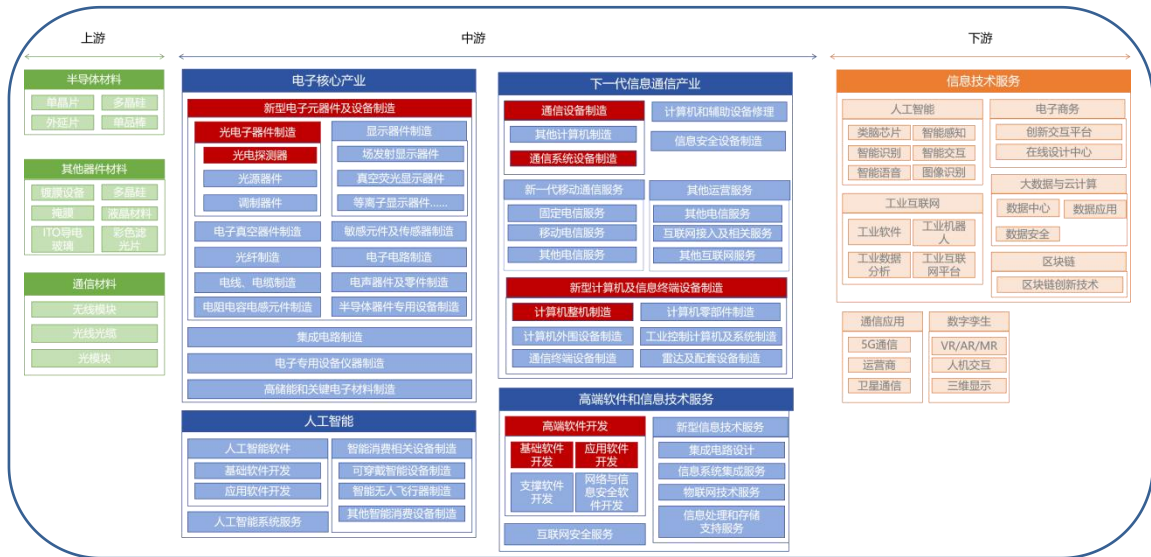 上游
中游
下游
半导体材料
单晶片
多晶硅
外延片
单品棒
其他器件材料
镀膜设备
多晶硅
掩膜
液晶材料
ITO导电
玻璃
彩色滤
光片
通信材料
无线模块
光线光缆
光模块
电子核心产业
新型电子元器件及设备制造
光电子器件制造
光电探测器
光源器件
调制器件
显示器件制造
场发射显示器件
真空荧光显示器件
等离子显示器件......
电子真空器件制造
敏感元件及传感器制造
光纤制造
电子电路制造
电线、电缆制造
电声器件及零件制造
电阻电容电感元件制造
半导体器件专用设备制造
集成电路制造
电子专用设备仪器制造
高储能和关键电子材料制造
人工智能
人工智能软件
基础软件开发
应用软件开发
人工智能系统服务
智能消费相关设备制造
可穿戴智能设备制造
智能无人飞行器制造
其他智能消费设备制造
下一代信息通信产业
通信设备制造
其他计算机制造
通信系统设备制造
计算机和辅助设备修理
信息安全设备制造
新一代移动通信服务
固定电信服务
移动电信服务
其他电信服务
其他运营服务
其他电信服务
互联网接入及相关服务
其他互联网服务
新型计算机及信息终端设备制造
计算机整机制造
计算机零部件制造
计算机外围设备制造
工业控制计算机及系统制造
通信终端设备制造
雷达及配套设备制造
高端软件和信息技术服务
高端软件开发
基础软件
开发
应用软件
开发
支撑软件
开发
网络与信
息安全软
件开发
互联网安全服务
新型信息技术服务
集成电路设计
信息系统集成服务
物联网技术服务
信息处理和存储
支持服务
信息技术服务
人工智能
类脑芯片
智能感知
智能识别
智能交互
智能语音
图像识别
工业互联网
工业软件
工业机器
人
工业数据
分析
工业互联
网平台
电子商务
创新交互平台
在线设计中心
大数据与云计算
数据中心
数据应用
数据安全
区块链
区块链创新技术
通信应用
5G通信
运营商
卫星通信
数字孪生
VR/AR/MR
人机交互
三维显示